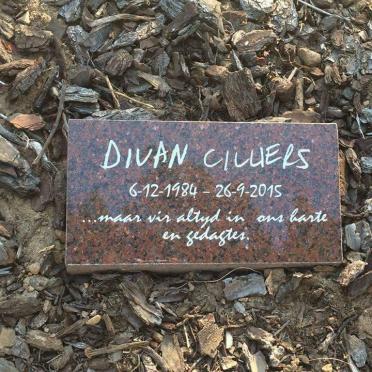 DIVAN CILLIERS
6-12-1984 - 26-9-2015
...maar vir altyd in ons harte
en gedagtes.